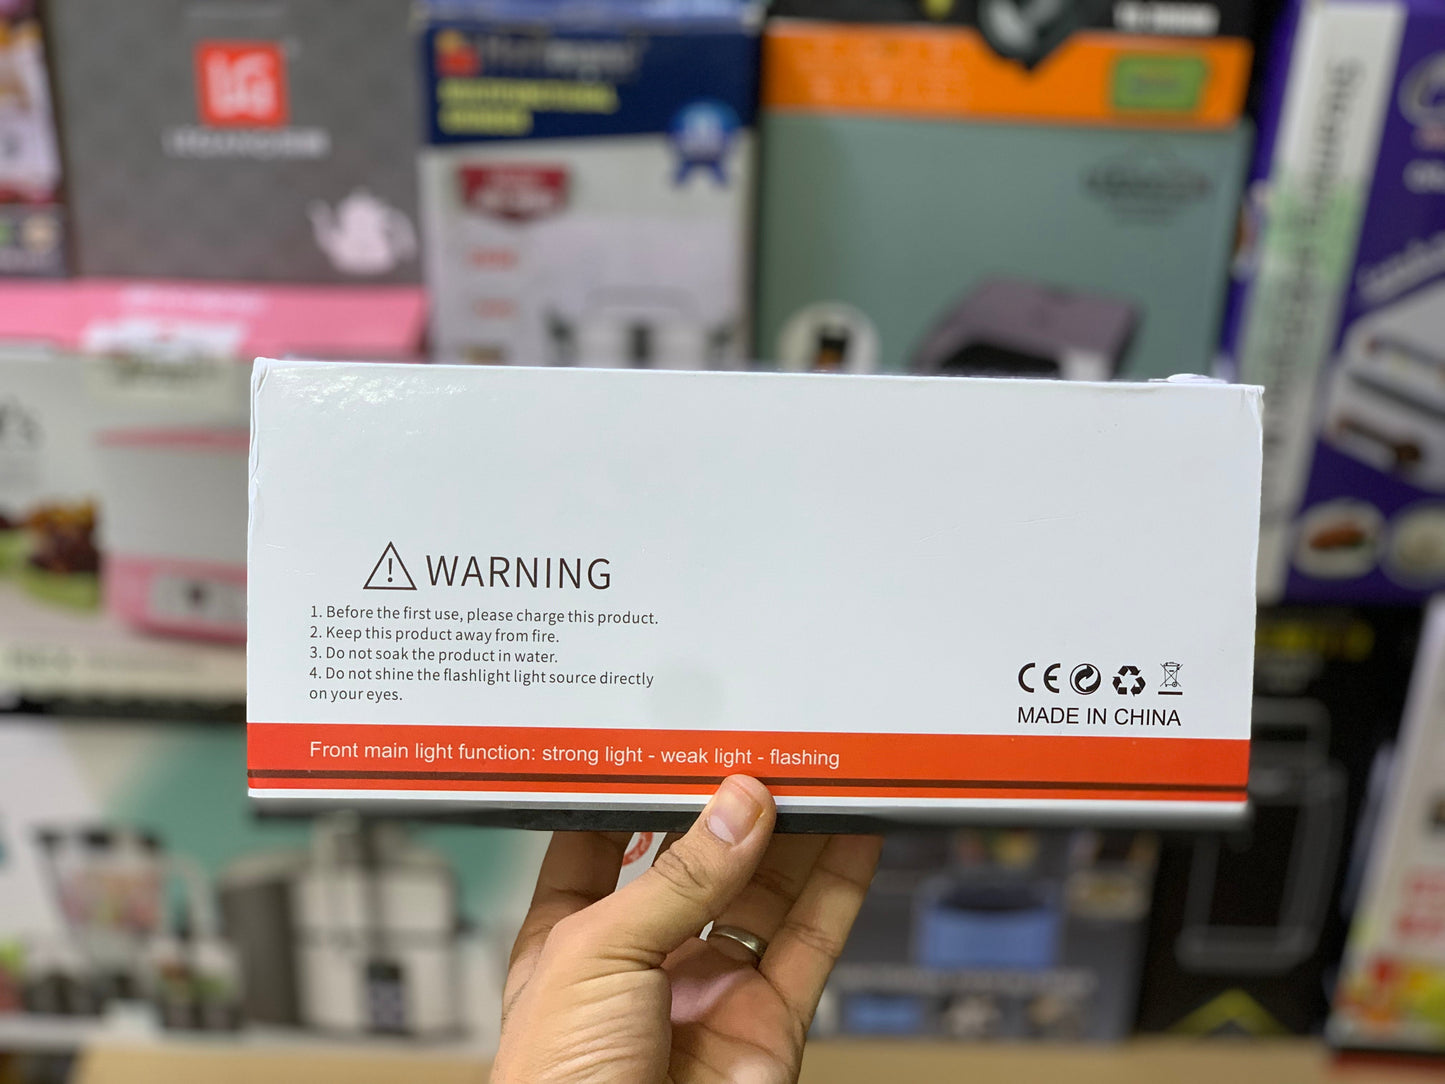 WARNING
1. Before the first use, please charge this product.
2. Keep this product away from fire.
3. Do not soak the product in water.
4. Do not shine the flashlight light source directly
on your eyes.
CE
MADE IN CHINA
Front main light function: strong light - weak light - flashing